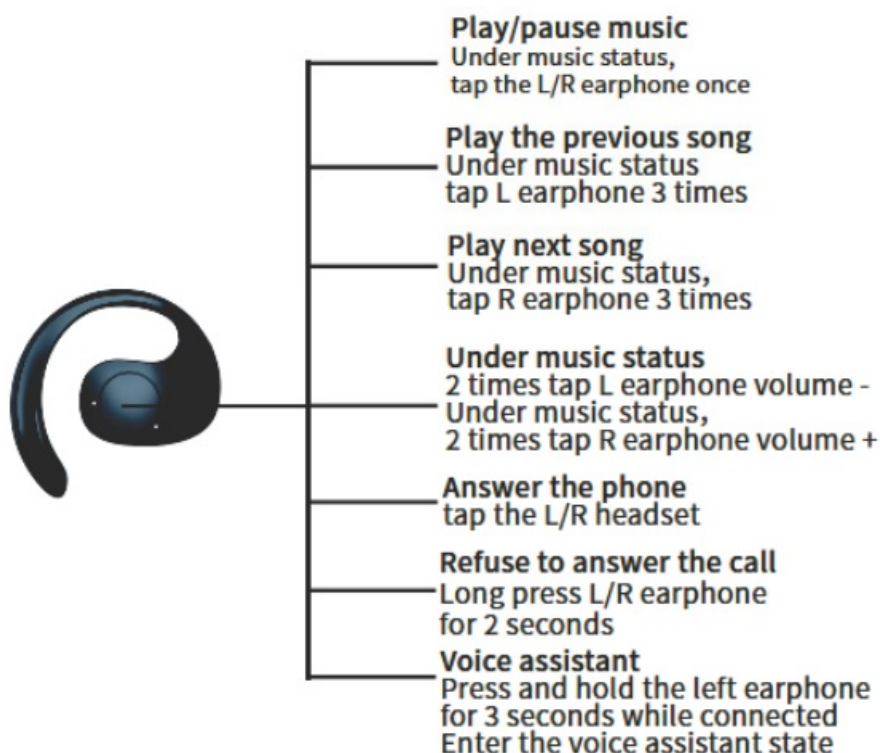 Play/pause music
Under music status,
tap the L/R earphone once
Play the previous song
Under music status
tap L earphone 3 times
Play next song
Under music status,
tap R earphone 3 times
Under music status
2 times tap L earphone volume -
Under music status,
2 times tap R earphone volume +
Answer the phone
tap the L/R headset
Refuse to answer the call
Long press L/R earphone
for 2 seconds
Voice assistant
Press and hold the left earphone
for 3 seconds while connected
Enter the voice assistant state